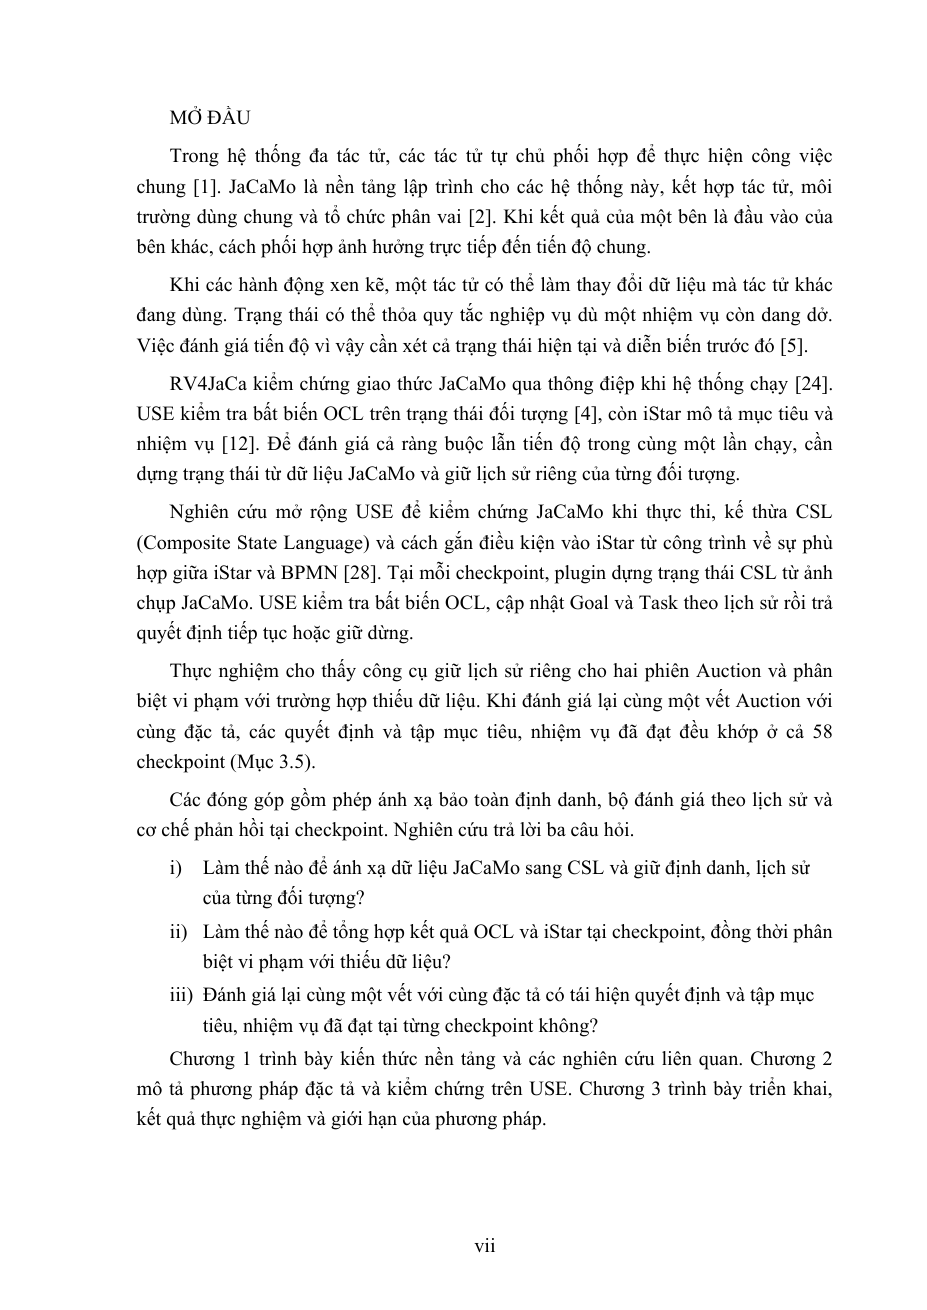 MỞ ĐẦU
Trong hệ thống đa tác tử, các tác tử tự chủ phối hợp để thực hiện công việc
chung [1]. JaCaMo là nền tảng lập trình cho các hệ thống này, kết hợp tác tử, môi
trường dùng chung và tổ chức phân vai [2]. Khi kết quả của một bên là đầu vào của
bên khác, cách phối hợp ảnh hưởng trực tiếp đến tiến độ chung.
Khi các hành động xen kẽ, một tác tử có thể làm thay đổi dữ liệu mà tác tử khác
đang dùng. Trạng thái có thể thỏa quy tắc nghiệp vụ dù một nhiệm vụ còn dang dở.
Việc đánh giá tiến độ vì vậy cần xét cả trạng thái hiện tại và diễn biến trước đó [5].
RV4JaCa kiểm chứng giao thức JaCaMo qua thông điệp khi hệ thống chạy [24].
USE kiểm tra bất biến OCL trên trạng thái đối tượng [4], còn iStar mô tả mục tiêu và
nhiệm vụ [12]. Để đánh giá cả ràng buộc lẫn tiến độ trong cùng một lần chạy, cần
dựng trạng thái từ dữ liệu JaCaMo và giữ lịch sử riêng của từng đối tượng.
Nghiên cứu mở rộng USE để kiểm chứng JaCaMo khi thực thi, kế thừa CSL
(Composite State Language) và cách gắn điều kiện vào iStar từ công trình về sự phù
hợp giữa iStar và BPMN [28]. Tại mỗi checkpoint, plugin dựng trạng thái CSL từ ảnh
chụp JaCaMo. USE kiểm tra bất biến OCL, cập nhật Goal và Task theo lịch sử rồi trả
quyết định tiếp tục hoặc giữ dừng.
Thực nghiệm cho thấy công cụ giữ lịch sử riêng cho hai phiên Auction và phân
biệt vi phạm với trường hợp thiếu dữ liệu. Khi đánh giá lại cùng một vết Auction với
cùng đặc tả, các quyết định và tập mục tiêu, nhiệm vụ đã đạt đều khớp ở cả 58
checkpoint (Mục 3.5).
Các đóng góp gồm phép ánh xạ bảo toàn định danh, bộ đánh giá theo lịch sử và
cơ chế phản hồi tại checkpoint. Nghiên cứu trả lời ba câu hỏi.
i) Làm thế nào để ánh xạ dữ liệu JaCaMo sang CSL và giữ định danh, lịch sử
của từng đối tượng?
ii) Làm thế nào để tổng hợp kết quả OCL và iStar tại checkpoint, đồng thời phân
biệt vi phạm với thiếu dữ liệu?
iii) Đánh giá lại cùng một vết với cùng đặc tả có tái hiện quyết định và tập mục
tiêu, nhiệm vụ đã đạt tại từng checkpoint không?
Chương 1 trình bày kiến thức nền tảng và các nghiên cứu liên quan. Chương 2
mô tả phương pháp đặc tả và kiểm chứng trên USE. Chương 3 trình bày triển khai,
kết quả thực nghiệm và giới hạn của phương pháp.
vii